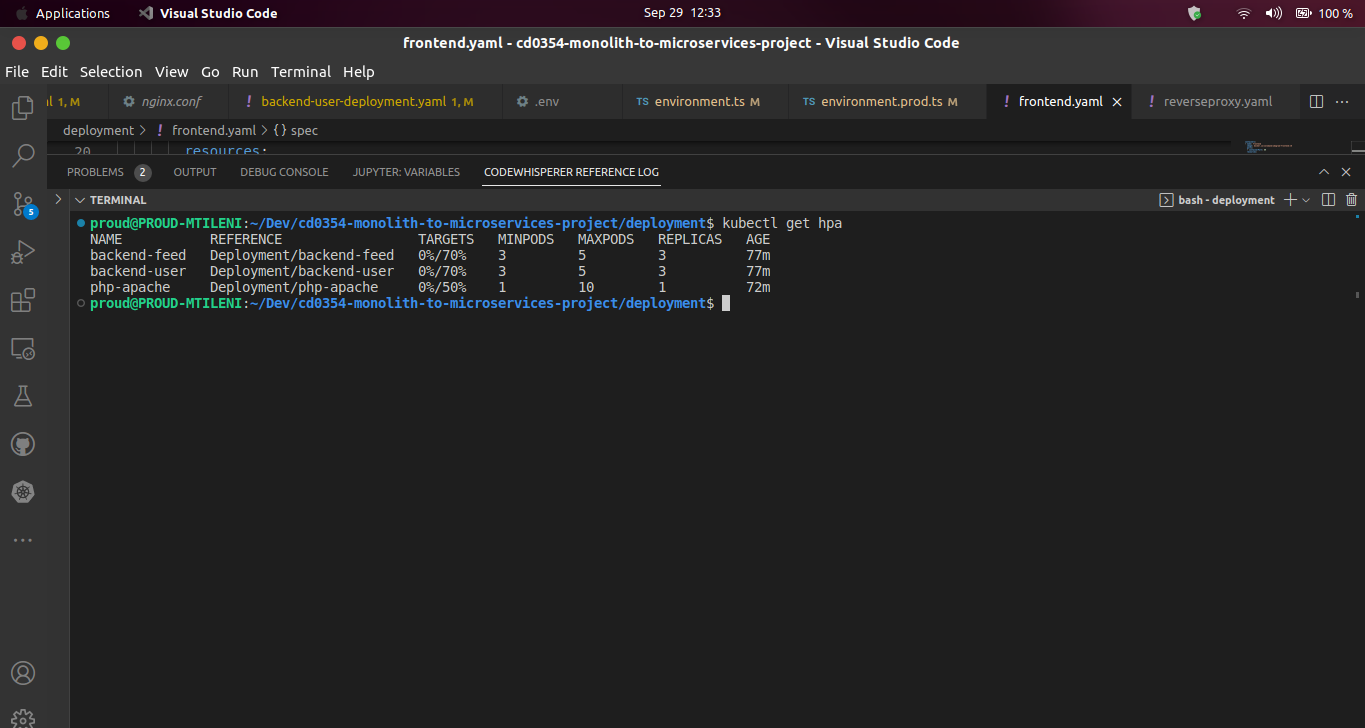 Applications Visual Studio Code Sep 29 12:33 100 %
frontend.yaml - cd0354-monolith-to-microservices-project - Visual Studio Code
File Edit Selection View Go Run Terminal Help
1, M nginx.conf ! backend-user-deployment.yaml 1, M .env TS environment.ts M TS environment.prod.ts M ! frontend.yaml ! reverseproxy.yaml
deployment > ! frontend.yaml > {} spec
20 resources:
PROBLEMS 2 OUTPUT DEBUG CONSOLE JUPYTER: VARIABLES CODEWHISPERER REFERENCE LOG
5
TERMINAL bash - deployment
proud@PROUD-MTILENI:~/Dev/cd0354-monolith-to-microservices-project/deployment$ kubectl get hpa
NAME REFERENCE TARGETS MINPODS MAXPODS REPLICAS AGE
backend-feed Deployment/backend-feed 0%/70% 3 5 3 77m
backend-user Deployment/backend-user 0%/70% 3 5 3 77m
php-apache Deployment/php-apache 0%/50% 1 10 1 72m
proud@PROUD-MTILENI:~/Dev/cd0354-monolith-to-microservices-project/deployment$